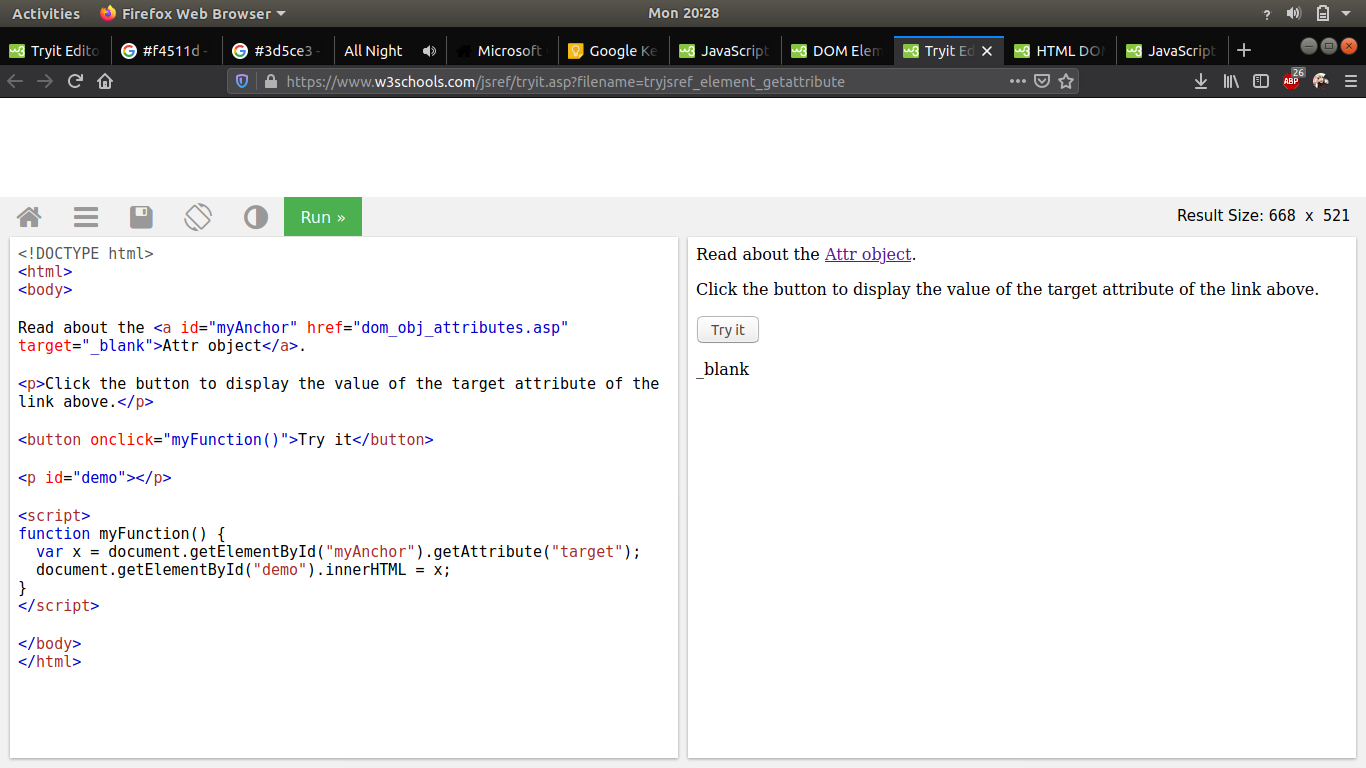 Activities Firefox Web Browser Mon 20:28
Tryit Edito #f4511d - #3d5ce3 - All Night Microsoft Google Ke JavaScript DOM Elem Tryit Ed HTML DOM JavaScript
https://www.w3schools.com/jsref/tryit.asp?filename=tryjsref_element_getattribute ABP 26
Run » Result Size: 668 x 521
<!DOCTYPE html>
<html>
<body>
Read about the <a id="myAnchor" href="dom_obj_attributes.asp"
target="_blank">Attr object</a>.
<p>Click the button to display the value of the target attribute of the
link above.</p>
<button onclick="myFunction()">Try it</button>
<p id="demo"></p>
<script>
function myFunction() {
  var x = document.getElementById("myAnchor").getAttribute("target");
  document.getElementById("demo").innerHTML = x;
}
</script>
</body>
</html>
Read about the Attr object.
Click the button to display the value of the target attribute of the link above.
Try it
_blank